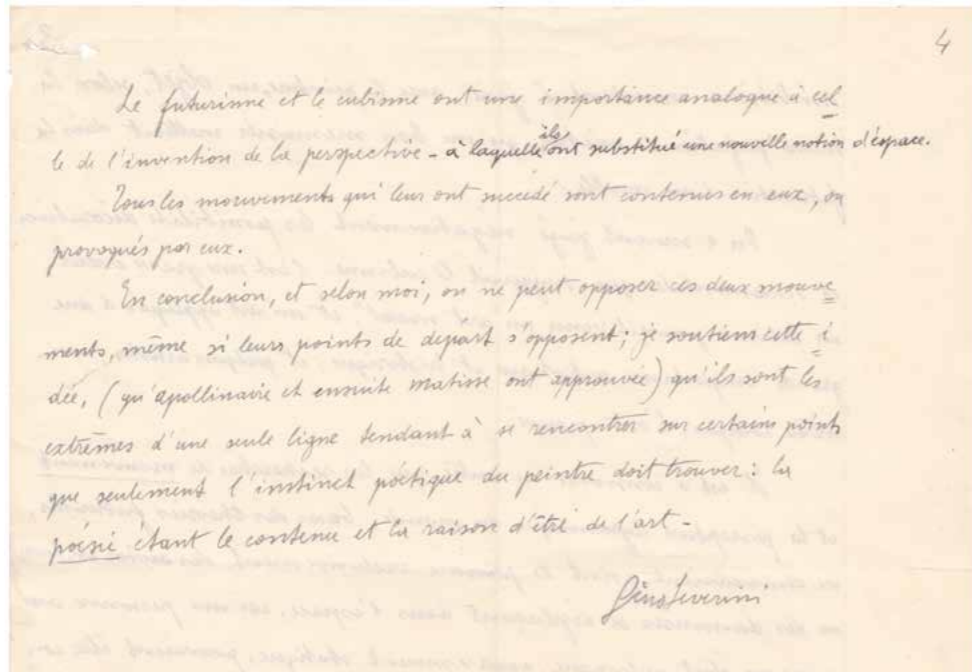 4
Le futurisme et le cubisme ont une importance analogue à cel
le de l'invention de la perspective - à laquelle ils ont substitué une nouvelle notion d'éspace.
Tous les mouvements qui leur ont succédé sont contenus en eux, ou
provoqués par eux.
En conclusion, et selon moi, on ne peut opposer ces deux mouve
ments, même si leurs points de départ s'opposent; je soutiens cette i
dée, (qu'apollinaire et ensuite matisse ont approuvée) qu'ils sont les
extrêmes d'une seule ligne tendant à se rencontrer sur certains points
que seulement l'instinct poétique du peintre doit trouver: la
poésie étant le contenu et la raison d'être de l'art -
Gino Severini